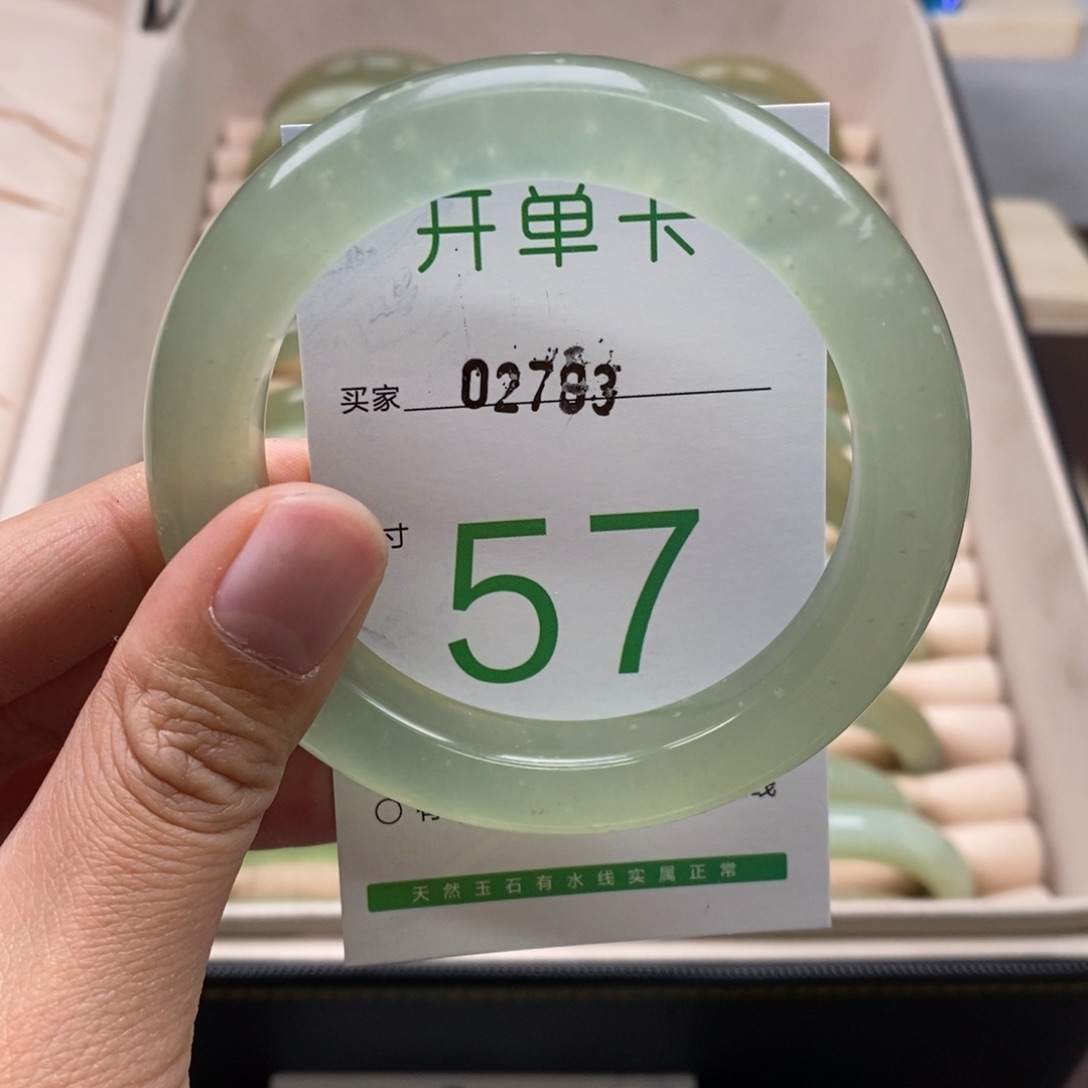 开单卡
买家 02783
寸 57
天然玉石有水线实属正常